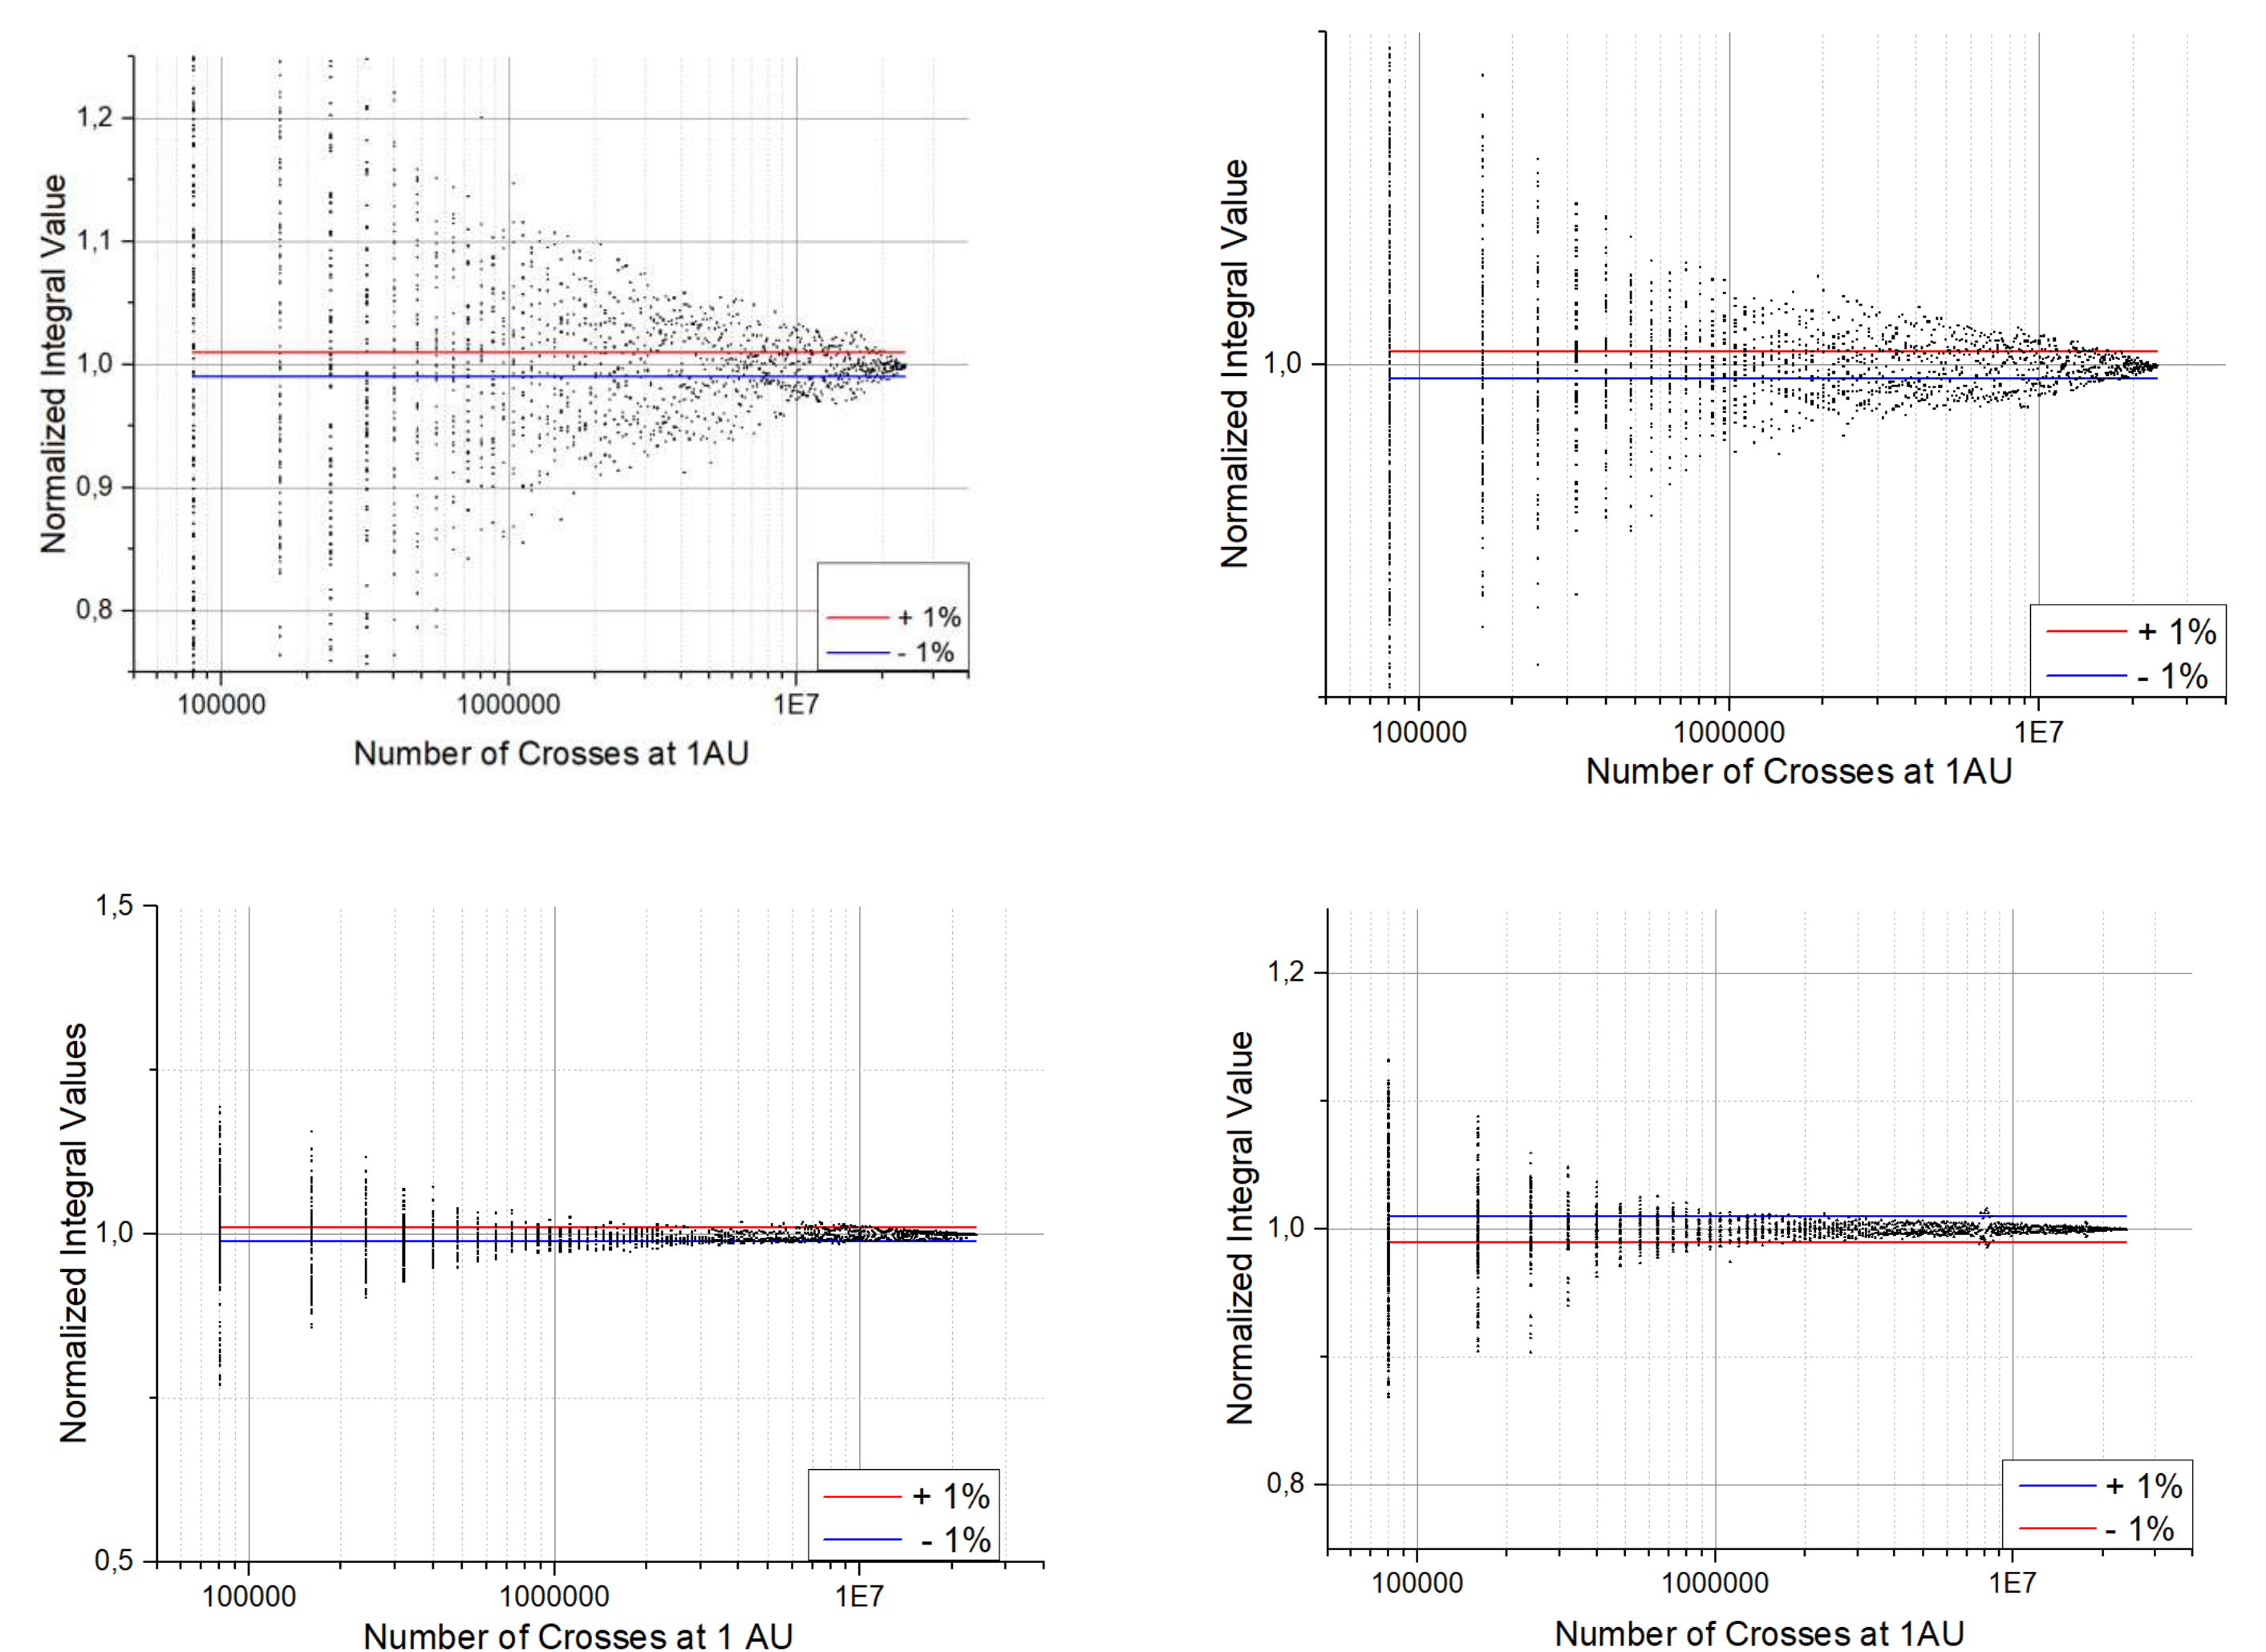 Normalized Integral Value
1,2
1,1
1,0
0,9
0,8
+ 1%
- 1%
100000 1000000 1E7
Number of Crosses at 1AU
Normalized Integral Value
1,0
+ 1%
- 1%
100000 1000000 1E7
Number of Crosses at 1AU
Normalized Integral Values
1,5
1,0
0,5
+ 1%
- 1%
100000 1000000 1E7
Number of Crosses at 1 AU
Normalized Integral Value
1,2
1,0
0,8
+ 1%
- 1%
100000 1000000 1E7
Number of Crosses at 1AU